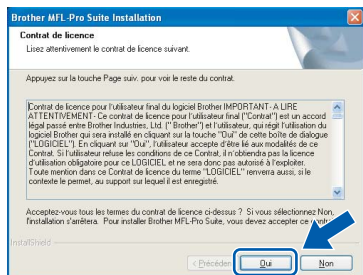 Brother MFL-Pro Suite Installation
Contrat de licence
Lisez attentivement le contrat de licence suivant.
Appuyez sur la touche Page suiv. pour voir le reste du contrat.
Contrat de licence pour l'utilisateur final du logiciel Brother IMPORTANT- A LIRE
ATTENTIVEMENT- Ce contrat de licence pour l'utilisateur final ("Contrat") est un accord
légal passé entre Brother Industries, Ltd. (" Brother") et l'utilisateur, qui régit l'utilisation du
logiciel Brother qui sera installé en cliquant sur la touche "Oui" de cette boîte de dialogue
("LOGICIEL"). En cliquant sur "Oui", l'utilisateur accepte d'être lié aux modalités de ce
Contrat. Si l'utilisateur refuse les conditions de ce Contrat, il n'obtiendra pas la licence
d'utilisation obligatoire pour ce LOGICIEL et ne sera donc pas autorisé à l'exploiter.
Toute mention dans ce Contrat de licence du terme "LOGICIEL" renverra aussi, si le
contexte le permet, au support sur lequel il est enregistré.
Acceptez-vous tous les termes du contrat de licence ci-dessus ? Si vous sélectionnez Non,
l'installation s'arrêtera. Pour installer Brother MFL-Pro Suite, vous devez accepter ce
InstallShield
< Précéden
Oui
Non